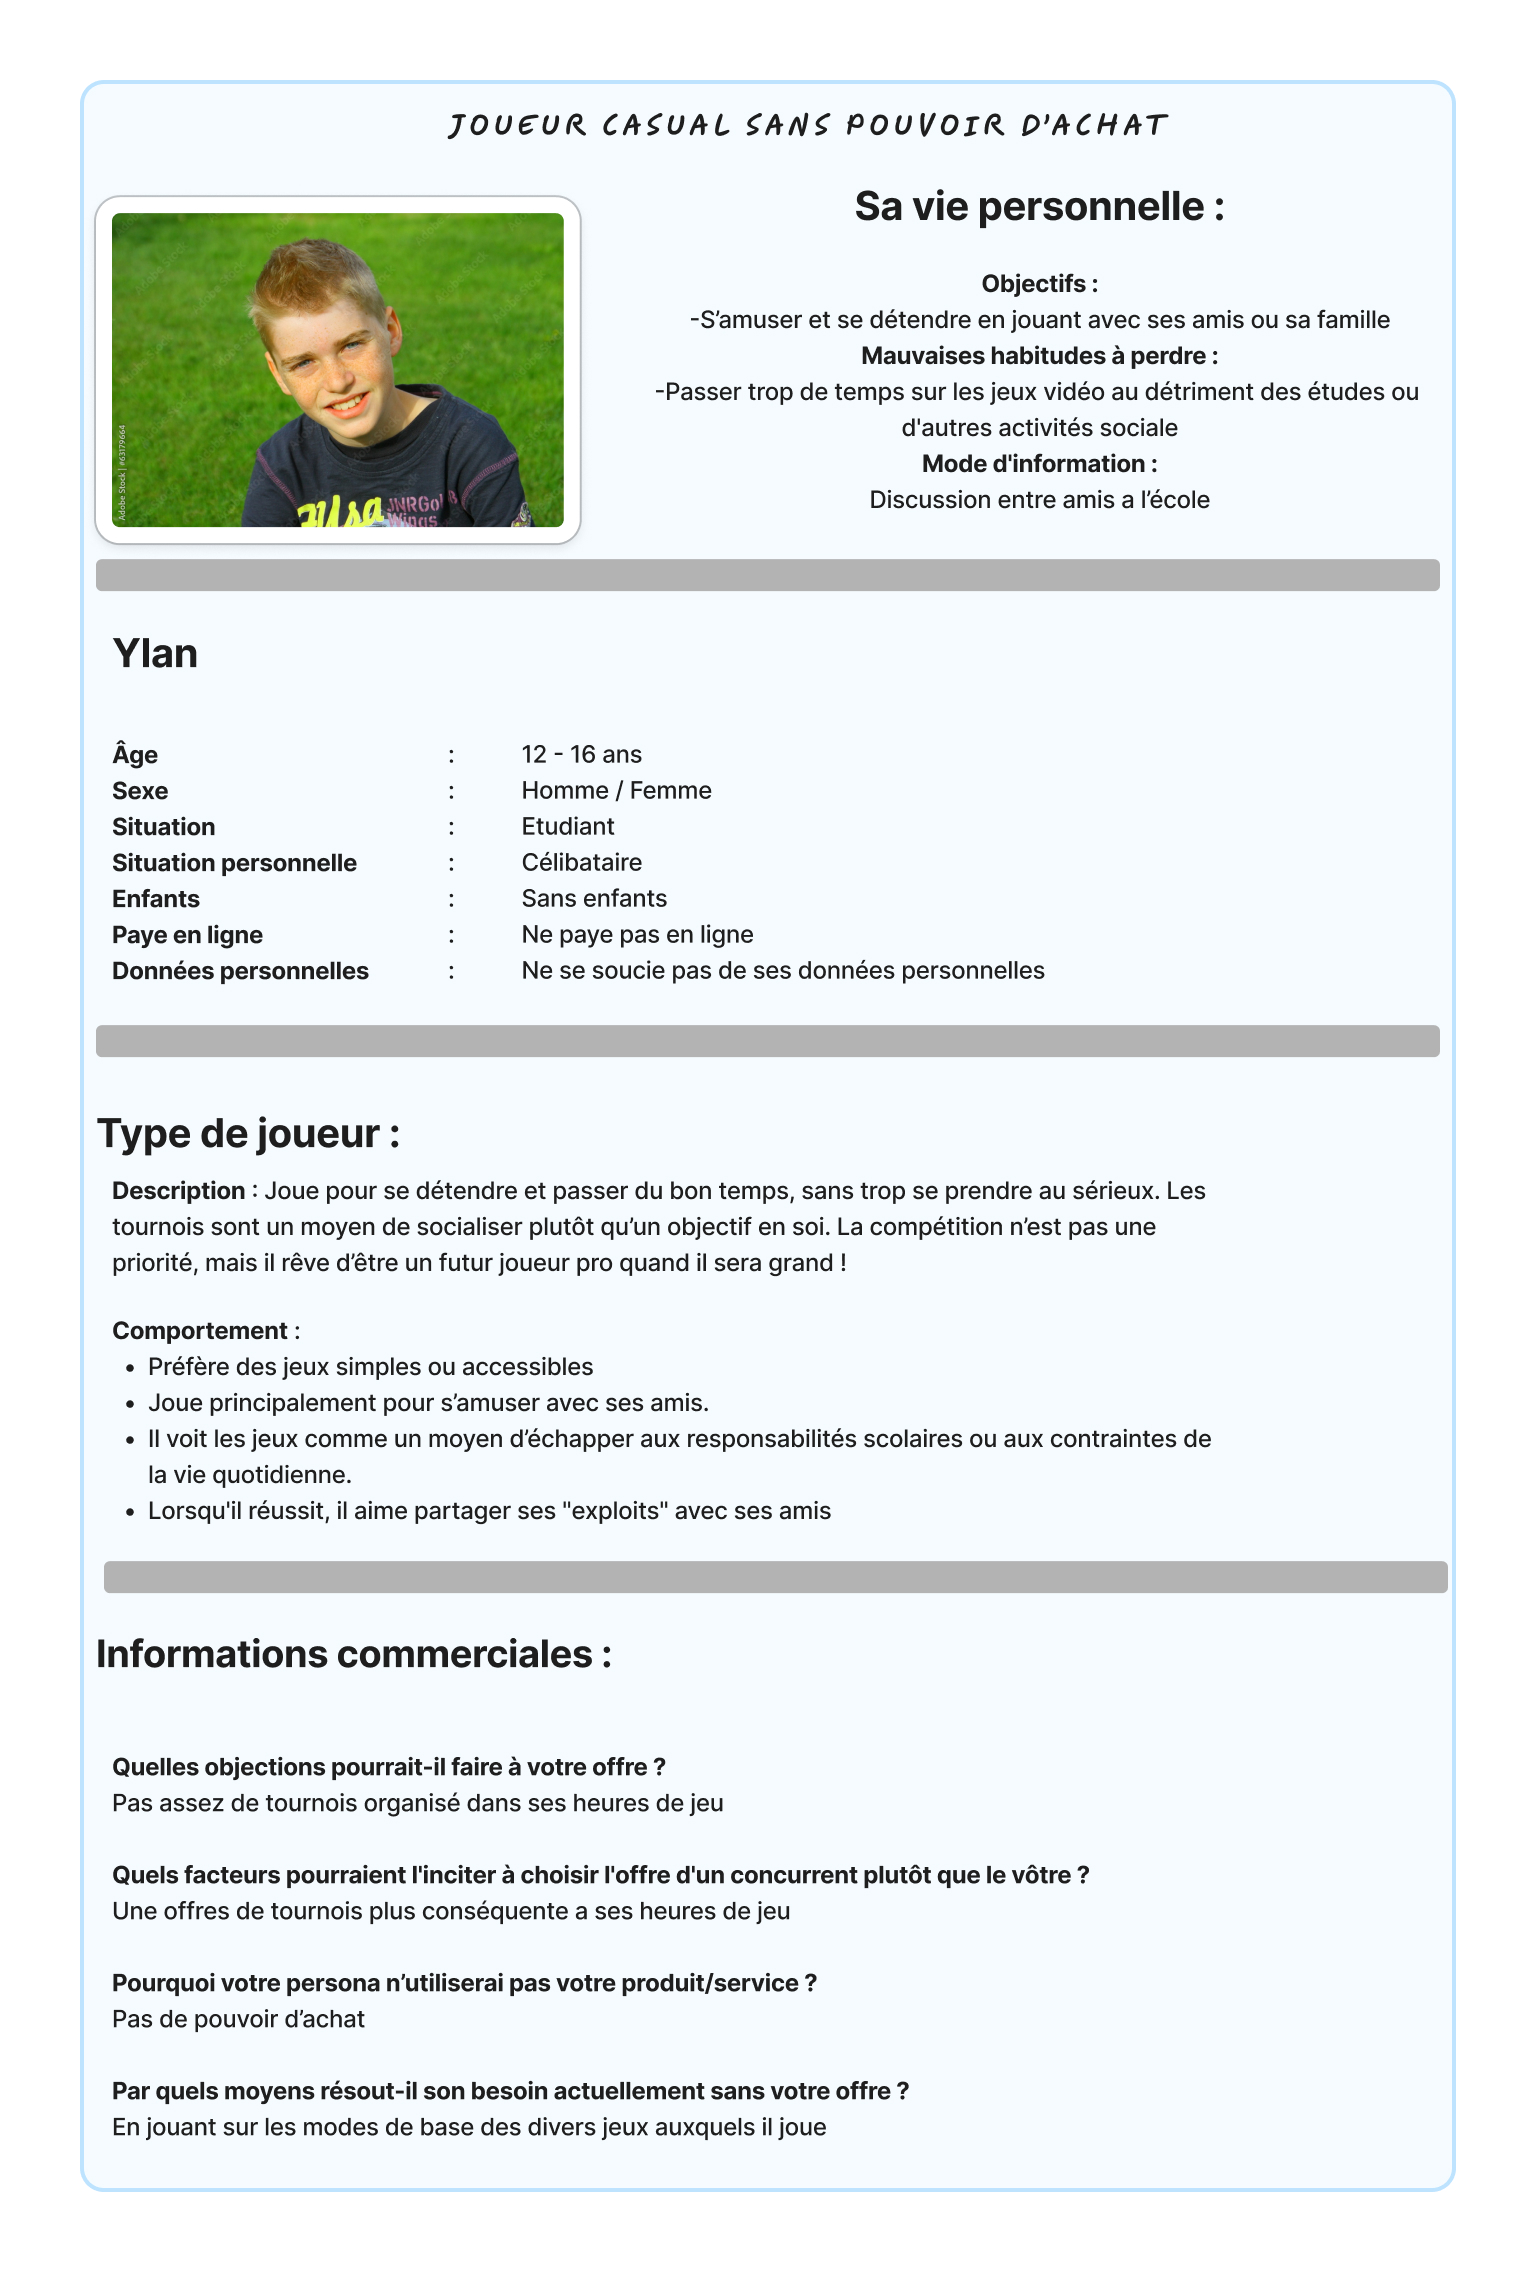 JOUEUR CASUAL SANS POUVOIR D'ACHAT
Sa vie personnelle :
Objectifs :
-S’amuser et se détendre en jouant avec ses amis ou sa famille
Mauvaises habitudes à perdre :
-Passer trop de temps sur les jeux vidéo au détriment des études ou
d'autres activités sociale
Mode d'information :
Discussion entre amis a l’école
Adobe Stock | #63179664
JNRGo
Wings
Ylan
Âge : 12 - 16 ans
Sexe : Homme / Femme
Situation : Etudiant
Situation personnelle : Célibataire
Enfants : Sans enfants
Paye en ligne : Ne paye pas en ligne
Données personnelles : Ne se soucie pas de ses données personnelles
Type de joueur :
Description : Joue pour se détendre et passer du bon temps, sans trop se prendre au sérieux. Les
tournois sont un moyen de socialiser plutôt qu’un objectif en soi. La compétition n’est pas une
priorité, mais il rêve d’être un futur joueur pro quand il sera grand !
Comportement :
• Préfère des jeux simples ou accessibles
• Joue principalement pour s’amuser avec ses amis.
• Il voit les jeux comme un moyen d’échapper aux responsabilités scolaires ou aux contraintes de
la vie quotidienne.
• Lorsqu'il réussit, il aime partager ses "exploits" avec ses amis
Informations commerciales :
Quelles objections pourrait-il faire à votre offre ?
Pas assez de tournois organisé dans ses heures de jeu
Quels facteurs pourraient l'inciter à choisir l'offre d'un concurrent plutôt que le vôtre ?
Une offres de tournois plus conséquente a ses heures de jeu
Pourquoi votre persona n’utiliserai pas votre produit/service ?
Pas de pouvoir d’achat
Par quels moyens résout-il son besoin actuellement sans votre offre ?
En jouant sur les modes de base des divers jeux auxquels il joue